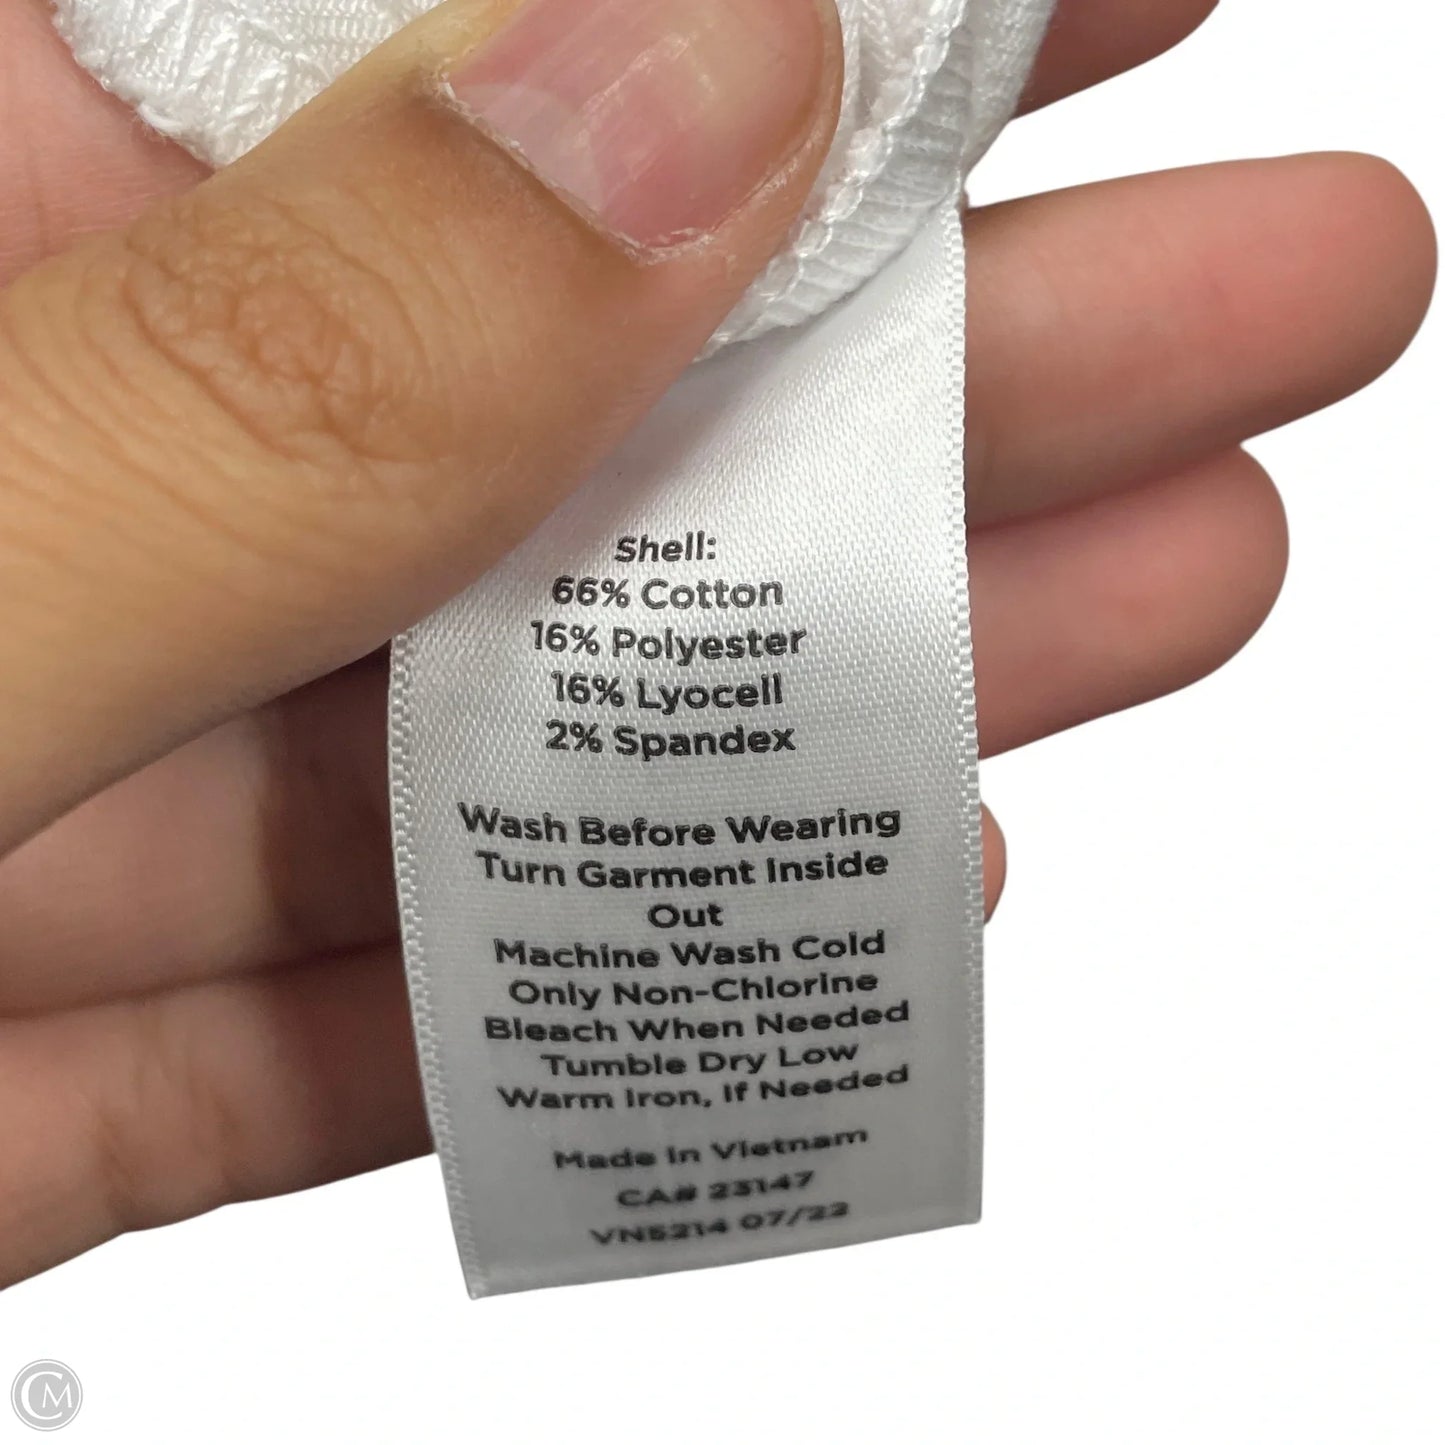 Shell:
66% Cotton
16% Polyester
16% Lyocell
2% Spandex
Wash Before Wearing
Turn Garment Inside
Out
Machine Wash Cold
Only Non-Chlorine
Bleach When Needed
Tumble Dry Low
Warm Iron, If Needed
Made In Vietnam
CA# 23147
VN5214 07/22
CM